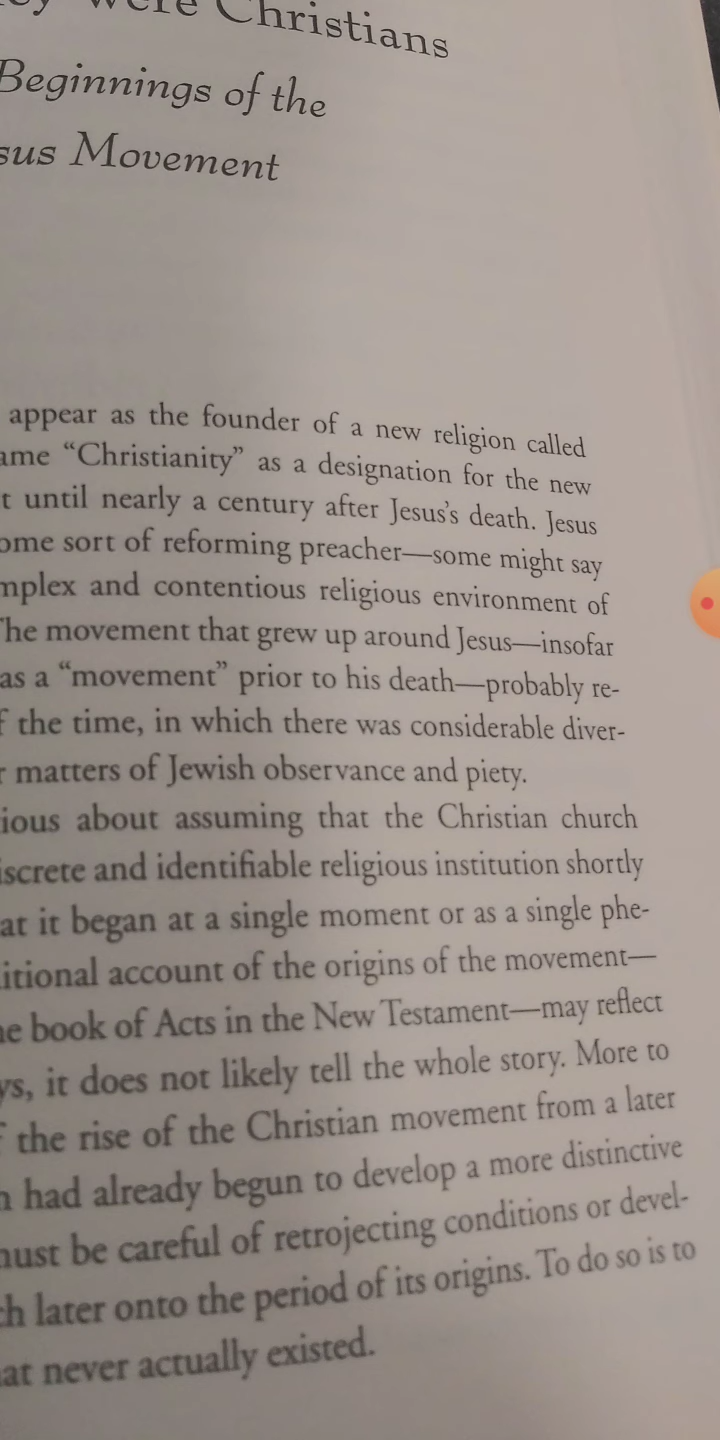 were Christians
Beginnings of the
sus Movement
appear as the founder of a new religion called
ame “Christianity” as a designation for the new
t until nearly a century after Jesus’s death. Jesus
ome sort of reforming preacher—some might say
mplex and contentious religious environment of
The movement that grew up around Jesus—insofar
as a “movement” prior to his death—probably re-
f the time, in which there was considerable diver-
r matters of Jewish observance and piety.
ious about assuming that the Christian church
iscrete and identifiable religious institution shortly
at it began at a single moment or as a single phe-
itional account of the origins of the movement—
he book of Acts in the New Testament—may reflect
ys, it does not likely tell the whole story. More to
f the rise of the Christian movement from a later
h had already begun to develop a more distinctive
must be careful of retrojecting conditions or devel-
ch later onto the period of its origins. To do so is to
at never actually existed.